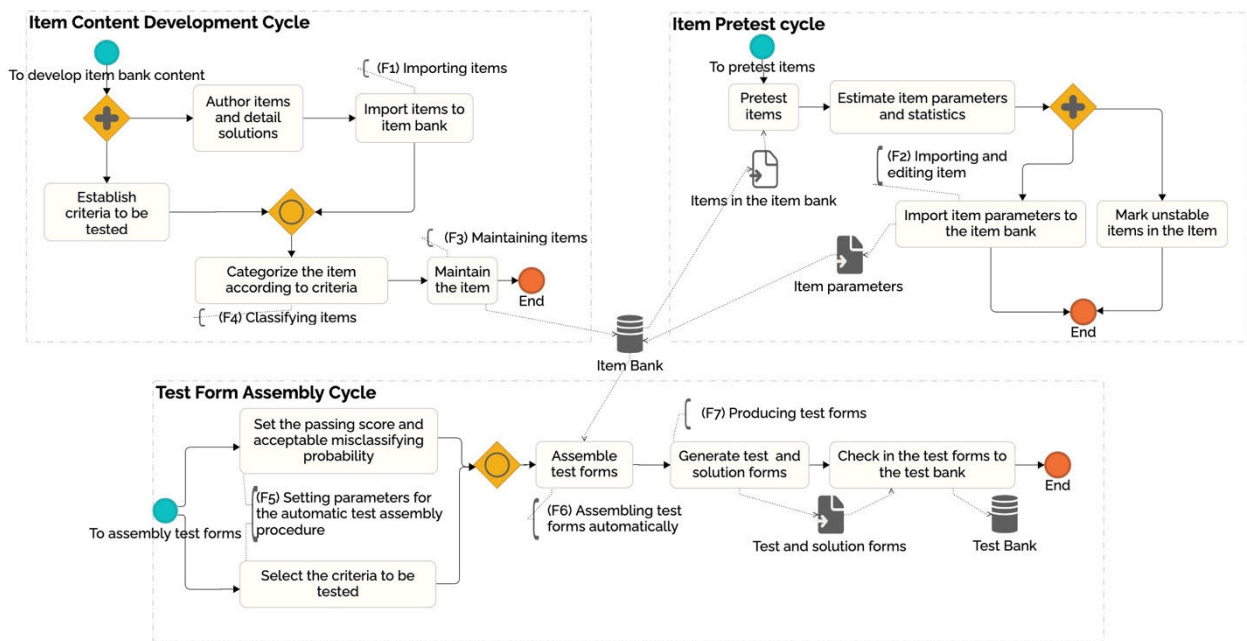 Item Content Development Cycle
To develop item bank content
(F1) Importing items
Author items
and detail
solutions
Import items to
item bank
Establish
criteria to be
tested
(F3) Maintaining items
Categorize the item
according to criteria
Maintain
the item
End
(F4) Classifying items
Item Pretest cycle
To pretest items
Pretest
items
Estimate item parameters
and statistics
(F2) Importing and
editing item
Items in the item bank
Import item parameters to
the item bank
Mark unstable
items in the Item
Item parameters
End
Item Bank
Test Form Assembly Cycle
Set the passing score and
acceptable misclassifying
probability
(F7) Producing test forms
Assemble
test forms
Generate test and
solution forms
Check in the test forms to
the test bank
End
(F5) Setting parameters for
the automatic test assembly
procedure
To assembly test forms
(F6) Assembling test
forms automatically
Test and solution forms
Test Bank
Select the criteria to be
tested